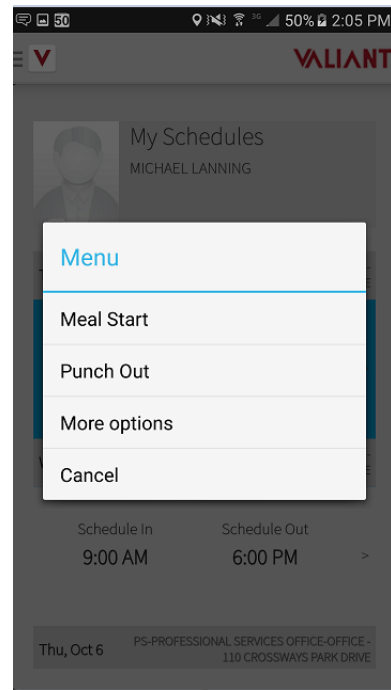 50 3G 50% 2:05 PM
V VALIANT
My Schedules
MICHAEL LANNING
Menu
Meal Start
Punch Out
More options
Cancel
Schedule In Schedule Out
9:00 AM 6:00 PM >
Thu, Oct 6 PS-PROFESSIONAL SERVICES OFFICE-OFFICE -
110 CROSSWAYS PARK DRIVE